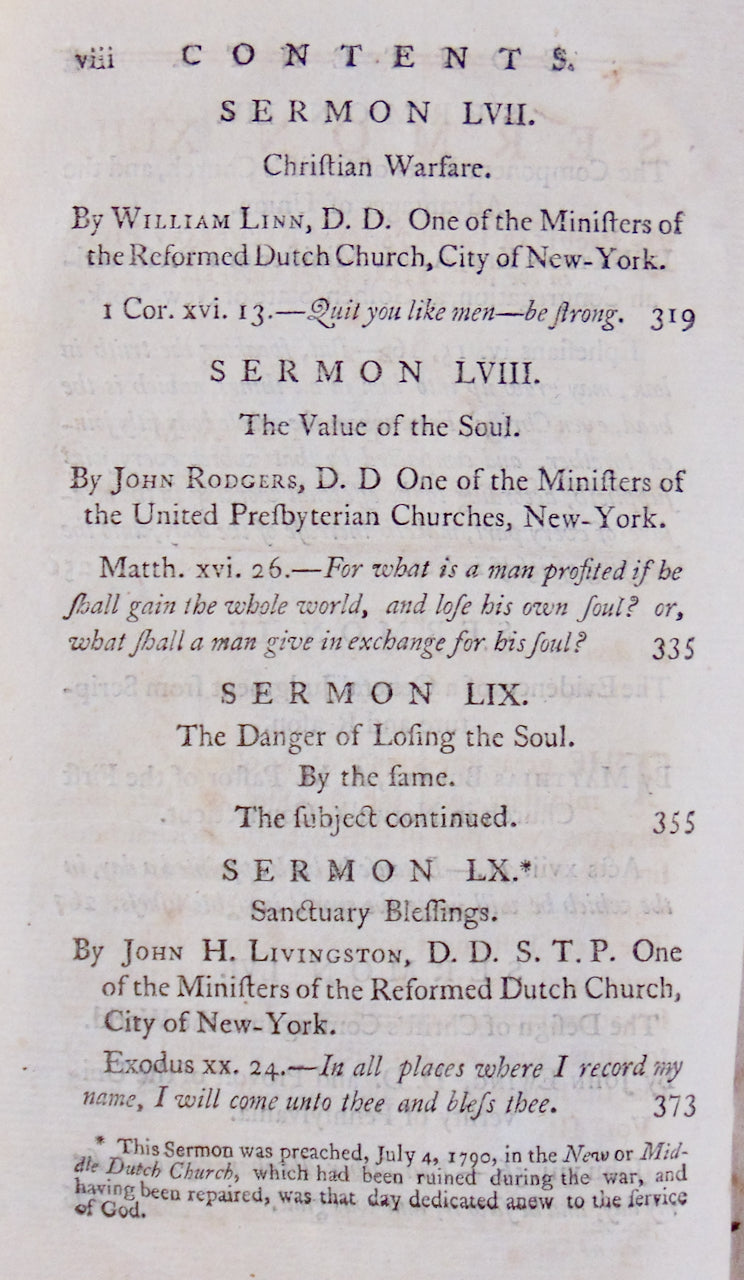 viii CONTENTS.
SERMON LVII.
Chriſtian Warfare.
By WILLIAM LINN, D. D. One of the Miniſters of
the Reformed Dutch Church, City of New-York.
1 Cor. xvi. 13.—Quit you like men—be ſtrong. 319
SERMON LVIII.
The Value of the Soul.
By JOHN RODGERS, D. D One of the Miniſters of
the United Preſbyterian Churches, New-York.
Matth. xvi. 26.—For what is a man profited if he
ſhall gain the whole world, and loſe his own ſoul? or,
what ſhall a man give in exchange for his ſoul? 335
SERMON LIX.
The Danger of Loſing the Soul.
By the ſame.
The ſubject continued. 355
SERMON LX.*
Sanctuary Bleſſings.
By JOHN H. LIVINGSTON, D. D. S. T. P. One
of the Miniſters of the Reformed Dutch Church,
City of New-York.
Exodus xx. 24.—In all places where I record my
name, I will come unto thee and bleſs thee. 373
* This Sermon was preached, July 4, 1790, in the New or Mid-
dle Dutch Church, which had been ruined during the war, and
having been repaired, was that day dedicated anew to the ſervice
of God.